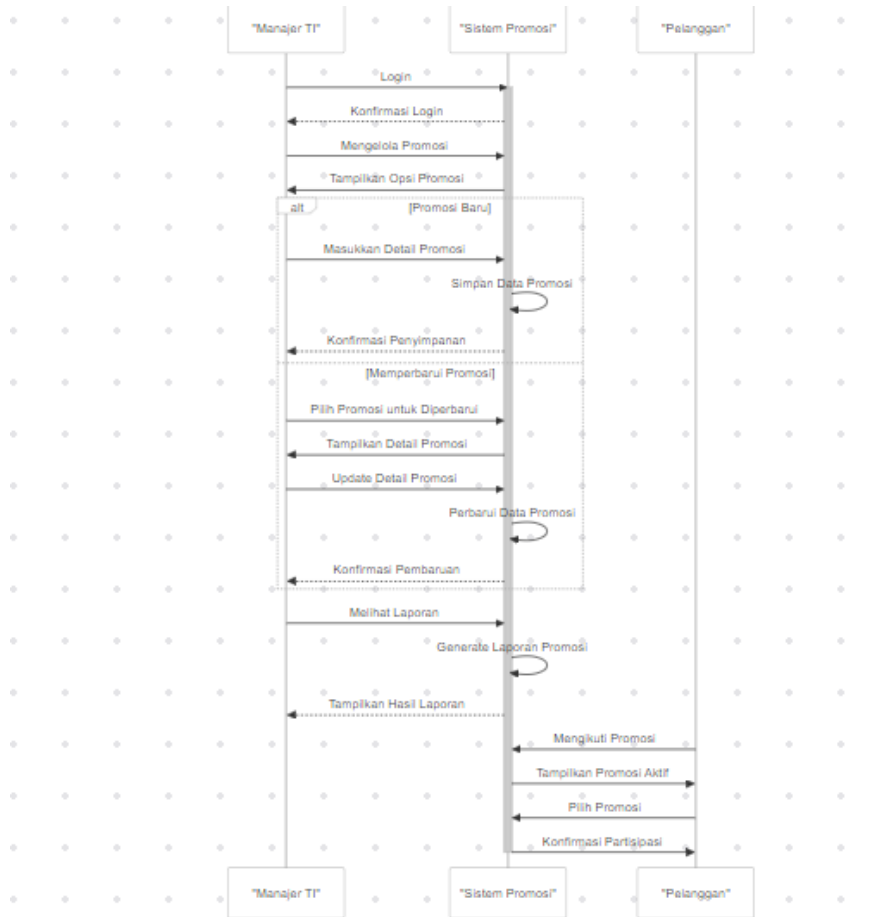 "Manajer TI" "Sistem Promosi" "Pelanggan"
Login
Konfirmasi Login
Mengelola Promosi
Tampilkan Opsi Promosi
alt [Promosi Baru]
Masukkan Detail Promosi
Simpan Data Promosi
Konfirmasi Penyimpanan
[Memperbarui Promosi]
Pilih Promosi untuk Diperbarui
Tampilkan Detail Promosi
Update Detail Promosi
Perbarui Data Promosi
Konfirmasi Pembaruan
Melihat Laporan
Generate Laporan Promosi
Tampilkan Hasil Laporan
Mengikuti Promosi
Tampilkan Promosi Aktif
Pilih Promosi
Konfirmasi Partisipasi
"Manajer TI" "Sistem Promosi" "Pelanggan"